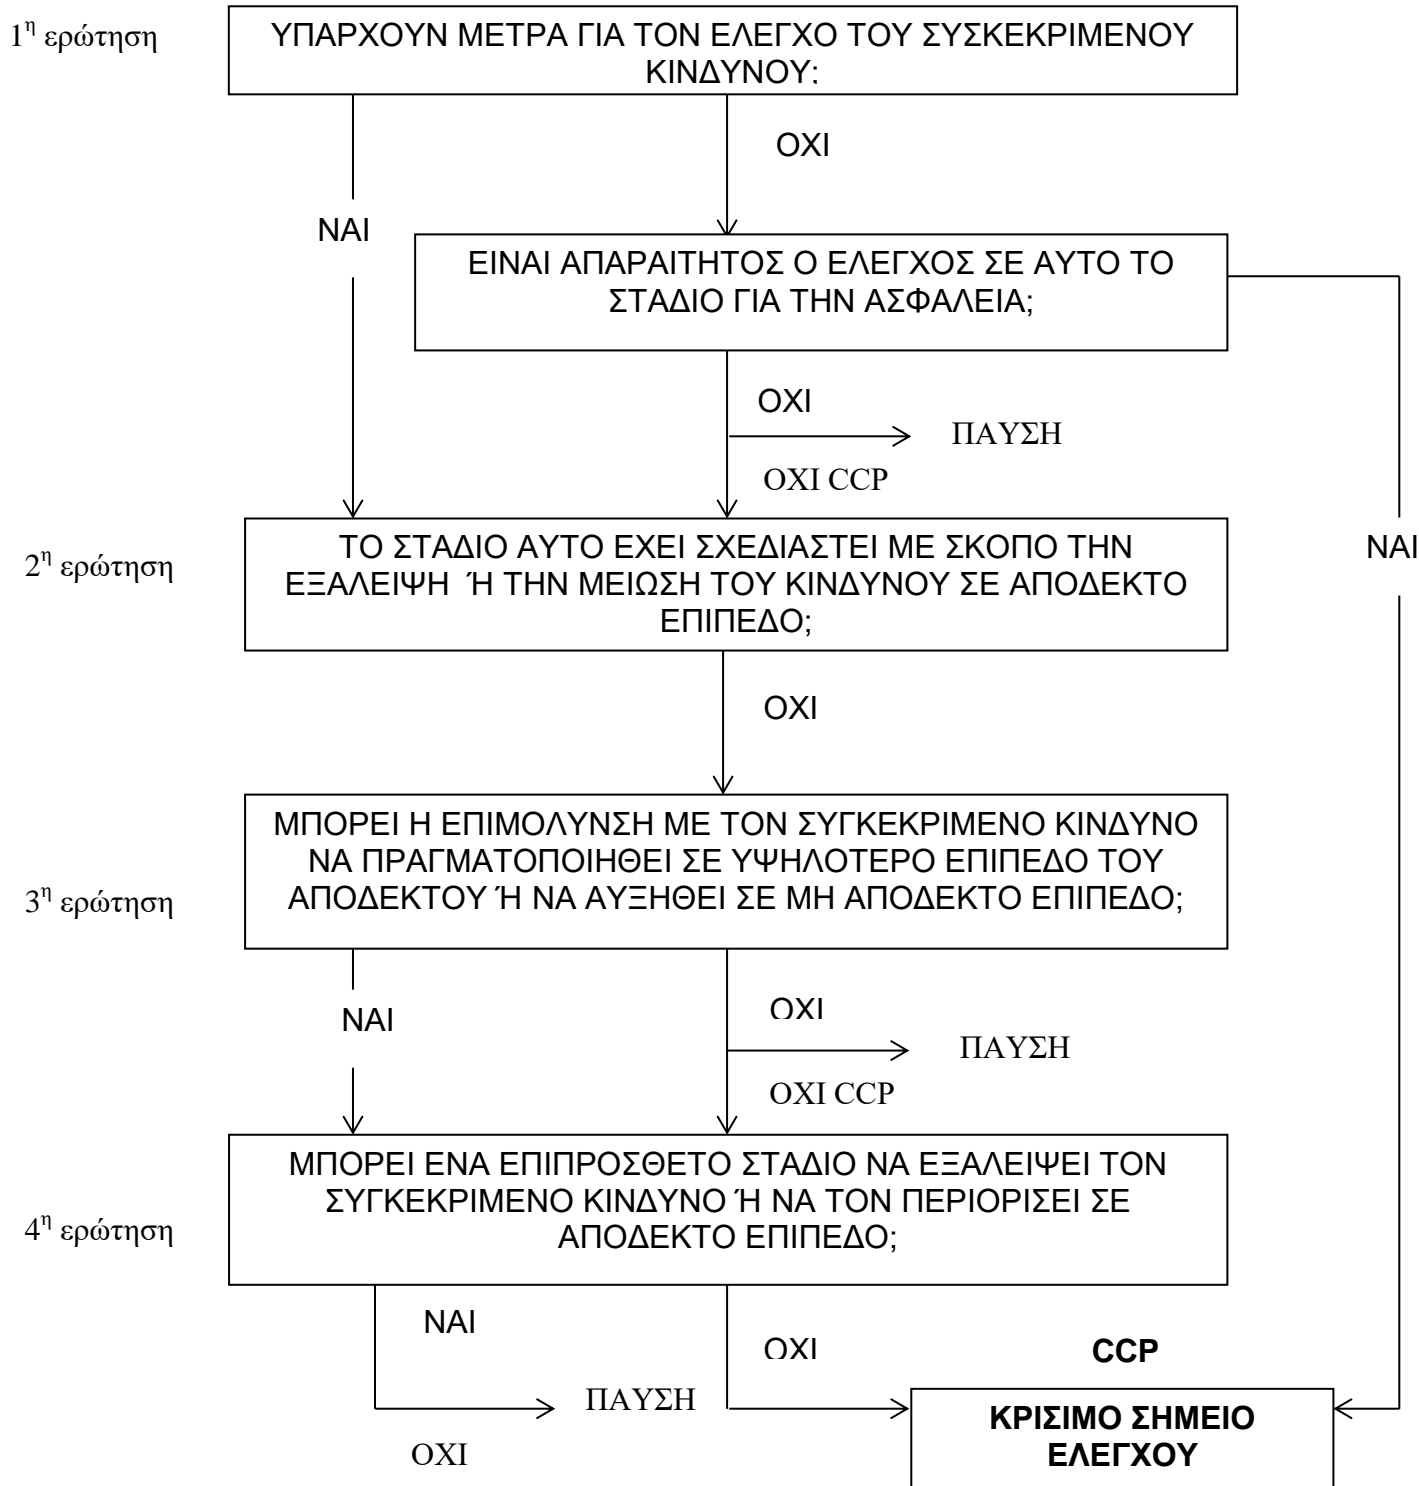 1η ερώτηση
ΥΠΑΡΧΟΥΝ ΜΕΤΡΑ ΓΙΑ ΤΟΝ ΕΛΕΓΧΟ ΤΟΥ ΣΥΣΚΕΚΡΙΜΕΝΟΥ
ΚΙΝΔΥΝΟΥ;
ΟΧΙ
ΝΑΙ
ΕΙΝΑΙ ΑΠΑΡΑΙΤΗΤΟΣ Ο ΕΛΕΓΧΟΣ ΣΕ ΑΥΤΟ ΤΟ
ΣΤΑΔΙΟ ΓΙΑ ΤΗΝ ΑΣΦΑΛΕΙΑ;
ΟΧΙ
ΠΑΥΣΗ
ΟΧΙ CCP
ΝΑΙ
2η ερώτηση
ΤΟ ΣΤΑΔΙΟ ΑΥΤΟ ΕΧΕΙ ΣΧΕΔΙΑΣΤΕΙ ΜΕ ΣΚΟΠΟ ΤΗΝ
ΕΞΑΛΕΙΨΗ Ή ΤΗΝ ΜΕΙΩΣΗ ΤΟΥ ΚΙΝΔΥΝΟΥ ΣΕ ΑΠΟΔΕΚΤΟ
ΕΠΙΠΕΔΟ;
ΟΧΙ
3η ερώτηση
ΜΠΟΡΕΙ Η ΕΠΙΜΟΛΥΝΣΗ ΜΕ ΤΟΝ ΣΥΓΚΕΚΡΙΜΕΝΟ ΚΙΝΔΥΝΟ
ΝΑ ΠΡΑΓΜΑΤΟΠΟΙΗΘΕΙ ΣΕ ΥΨΗΛΟΤΕΡΟ ΕΠΙΠΕΔΟ ΤΟΥ
ΑΠΟΔΕΚΤΟΥ Ή ΝΑ ΑΥΞΗΘΕΙ ΣΕ ΜΗ ΑΠΟΔΕΚΤΟ ΕΠΙΠΕΔΟ;
ΝΑΙ
ΟΧΙ
ΠΑΥΣΗ
ΟΧΙ CCP
4η ερώτηση
ΜΠΟΡΕΙ ΕΝΑ ΕΠΙΠΡΟΣΘΕΤΟ ΣΤΑΔΙΟ ΝΑ ΕΞΑΛΕΙΨΕΙ ΤΟΝ
ΣΥΓΚΕΚΡΙΜΕΝΟ ΚΙΝΔΥΝΟ Ή ΝΑ ΤΟΝ ΠΕΡΙΟΡΙΣΕΙ ΣΕ
ΑΠΟΔΕΚΤΟ ΕΠΙΠΕΔΟ;
ΝΑΙ
ΟΧΙ
CCP
ΠΑΥΣΗ
ΟΧΙ
ΚΡΙΣΙΜΟ ΣΗΜΕΙΟ
ΕΛΕΓΧΟΥ